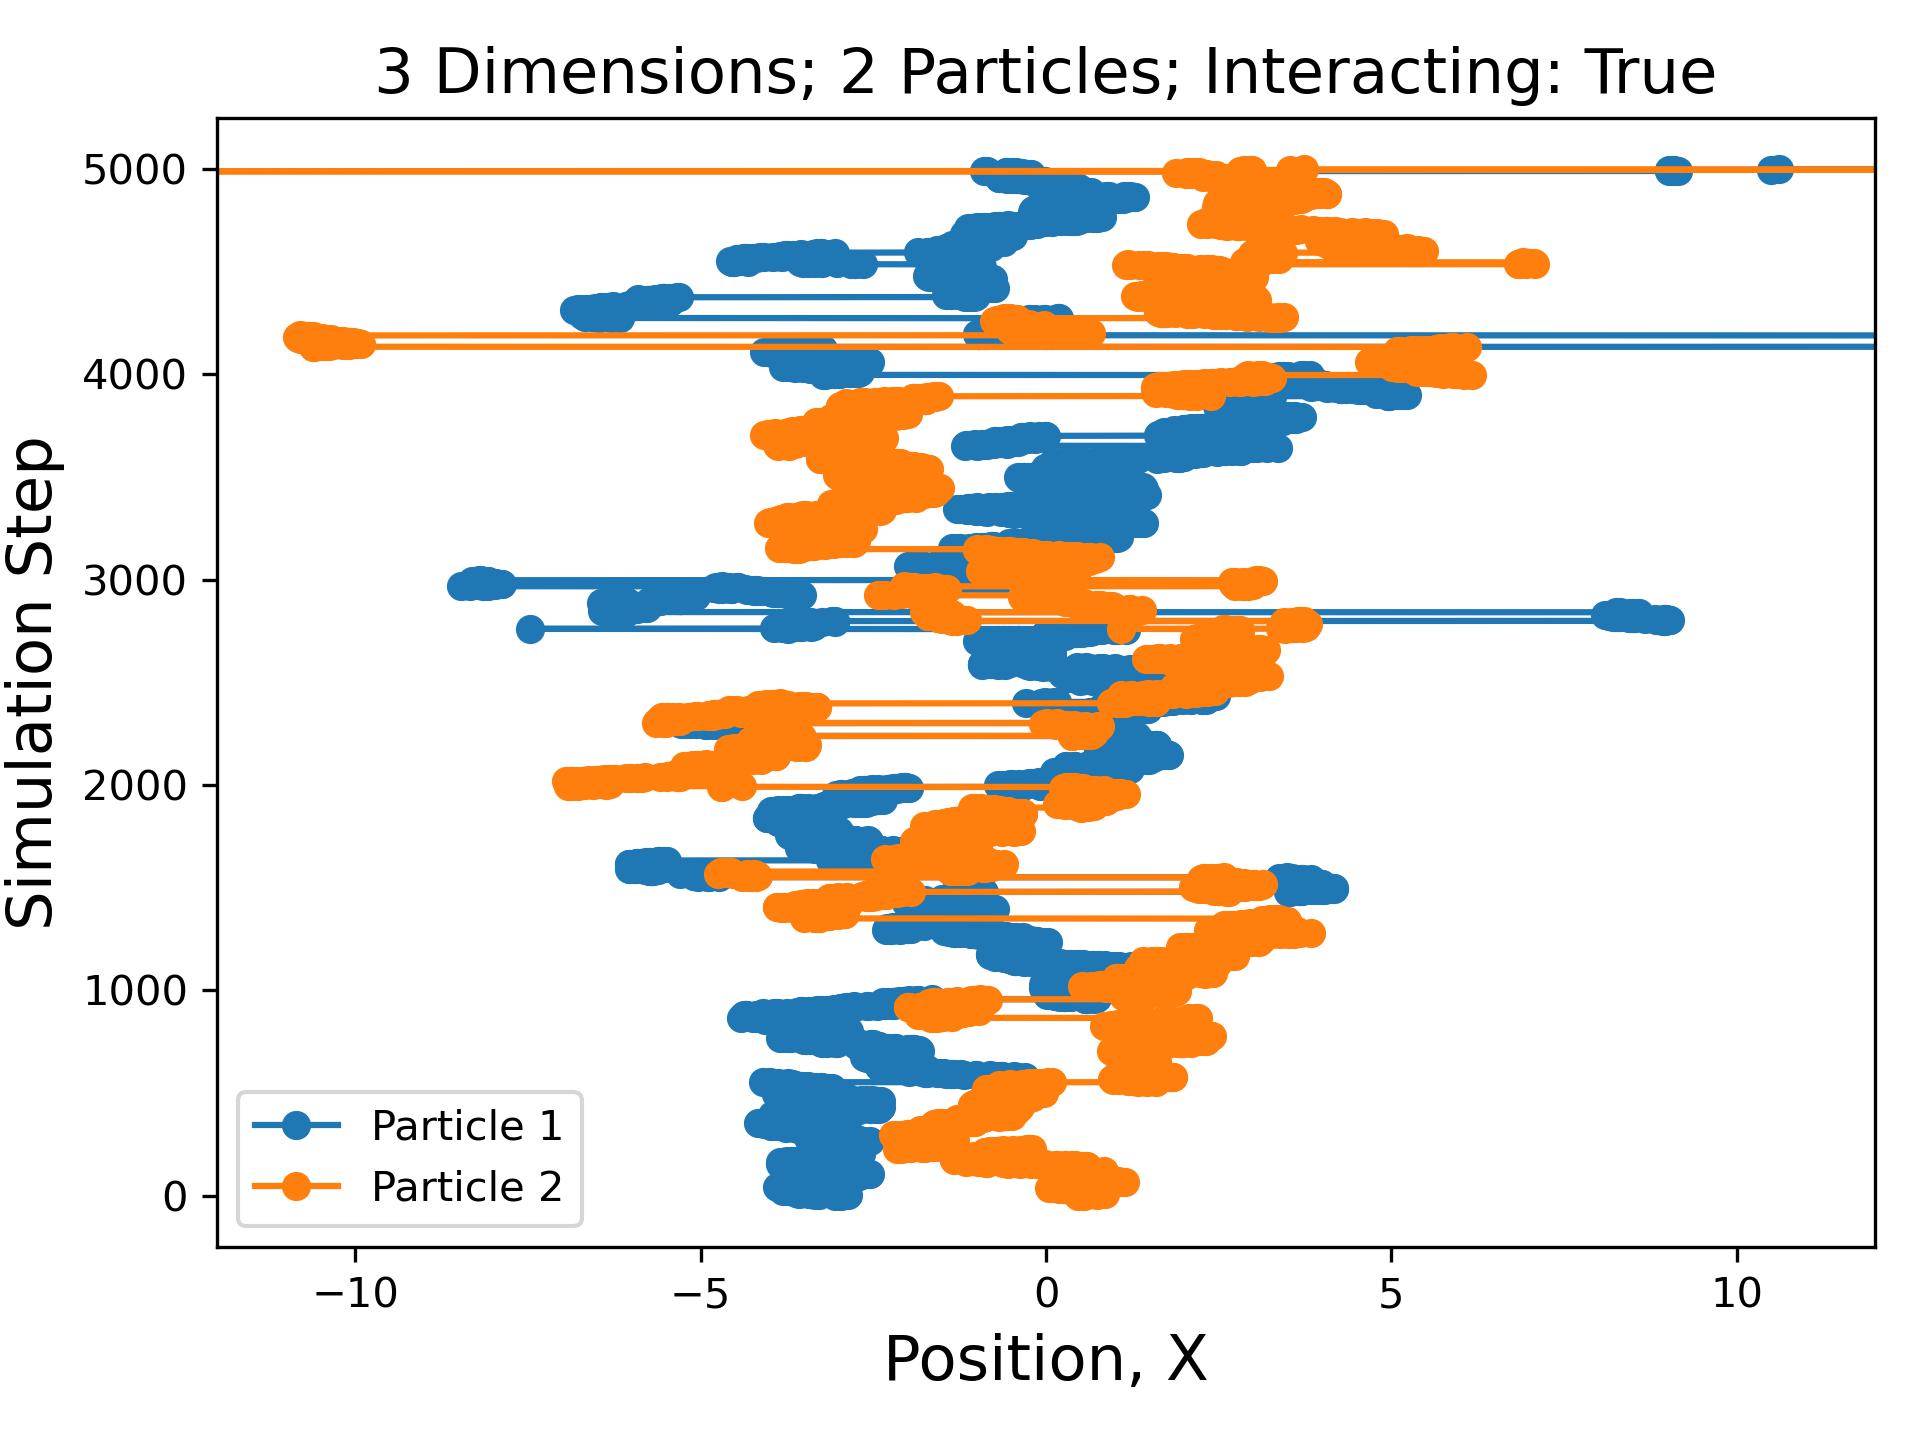 3 Dimensions; 2 Particles; Interacting: True
Simulation Step
5000
4000
3000
2000
1000
0
Particle 1
Particle 2
−10
−5
0
5
10
Position, X